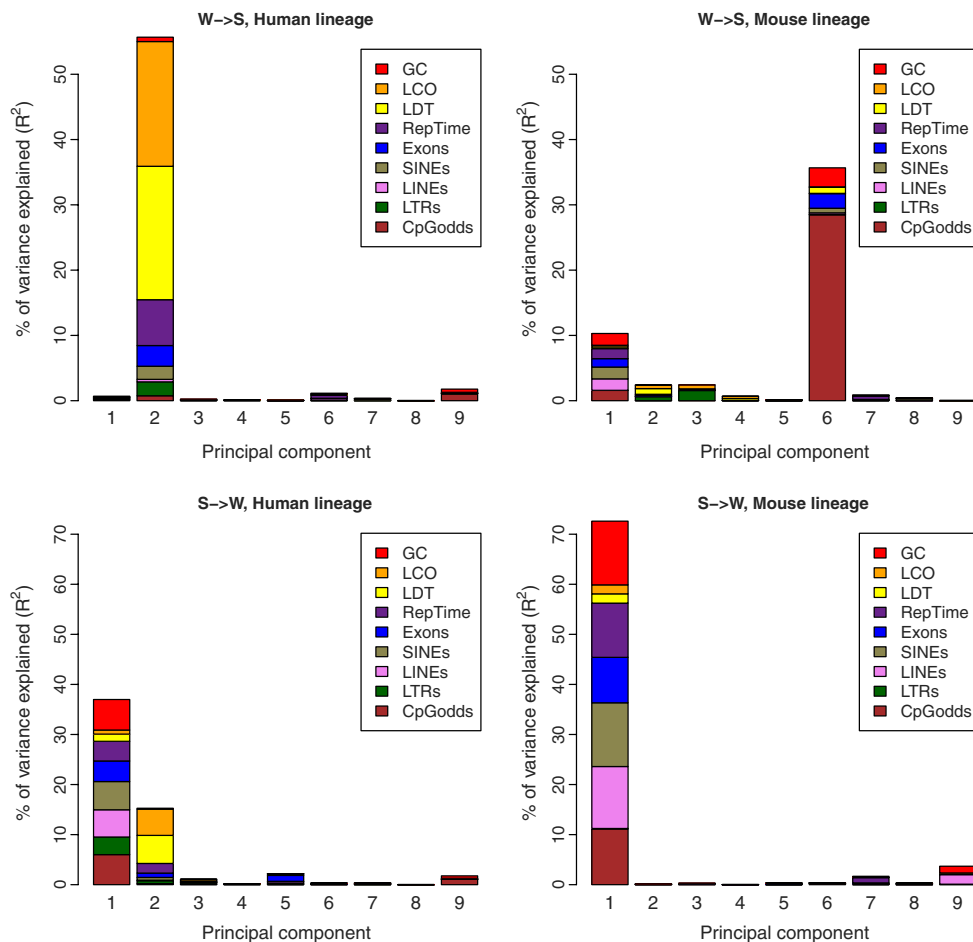 W->S, Human lineage
% of variance explained (R²)
50
40
30
20
10
0
GC
LCO
LDT
RepTime
Exons
SINEs
LINEs
LTRs
CpGodds
1 2 3 4 5 6 7 8 9
Principal component
W->S, Mouse lineage
% of variance explained (R²)
50
40
30
20
10
0
GC
LCO
LDT
RepTime
Exons
SINEs
LINEs
LTRs
CpGodds
1 2 3 4 5 6 7 8 9
Principal component
S->W, Human lineage
% of variance explained (R²)
70
60
50
40
30
20
10
0
GC
LCO
LDT
RepTime
Exons
SINEs
LINEs
LTRs
CpGodds
1 2 3 4 5 6 7 8 9
Principal component
S->W, Mouse lineage
% of variance explained (R²)
70
60
50
40
30
20
10
0
GC
LCO
LDT
RepTime
Exons
SINEs
LINEs
LTRs
CpGodds
1 2 3 4 5 6 7 8 9
Principal component